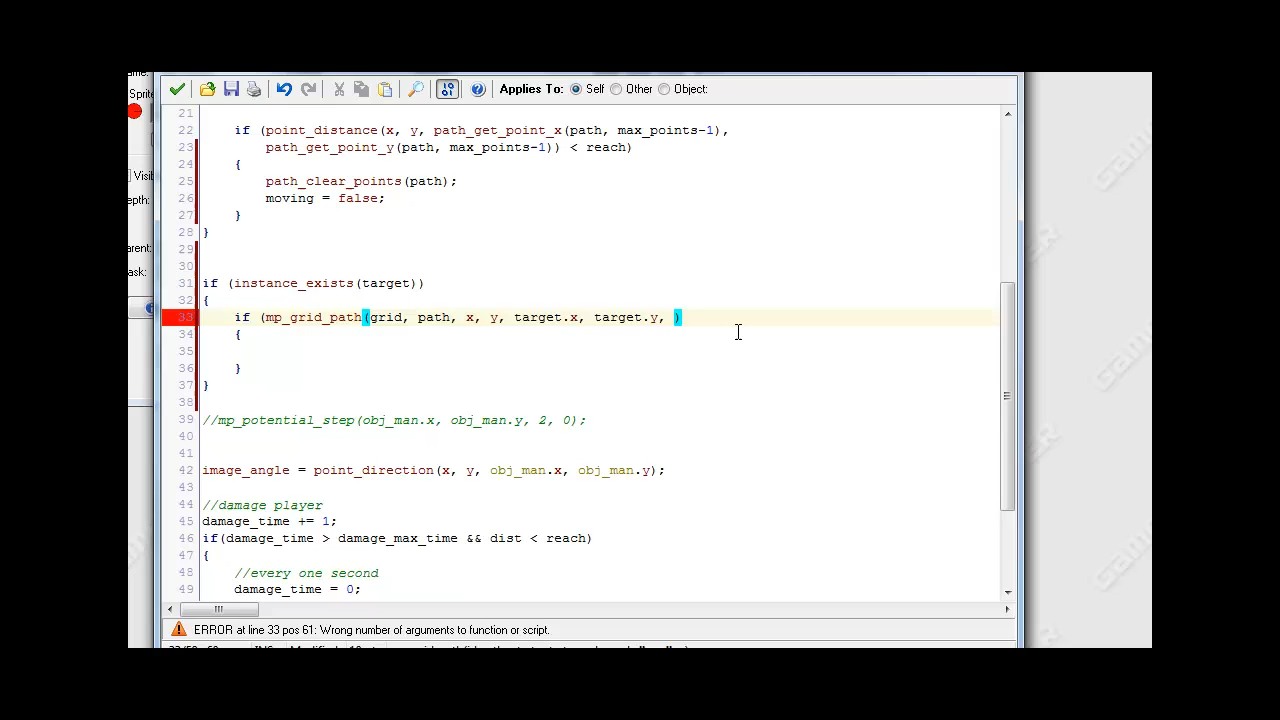 Sprit
Applies To: Self Other Object:
21
22 if (point_distance(x, y, path_get_point_x(path, max_points-1),
23 path_get_point_y(path, max_points-1)) < reach)
24 {
25 path_clear_points(path);
26 moving = false;
27 }
28 }
29
30
31 if (instance_exists(target))
32 {
33 if (mp_grid_path(grid, path, x, y, target.x, target.y, )
34 {
35
36 }
37 }
38
39 //mp_potential_step(obj_man.x, obj_man.y, 2, 0);
40
41
42 image_angle = point_direction(x, y, obj_man.x, obj_man.y);
43
44 //damage player
45 damage_time += 1;
46 if(damage_time > damage_max_time && dist < reach)
47 {
48 //every one second
49 damage_time = 0;
Visit
epth:
arent:
ask:
ERROR at line 33 pos 61: Wrong number of arguments to function or script.